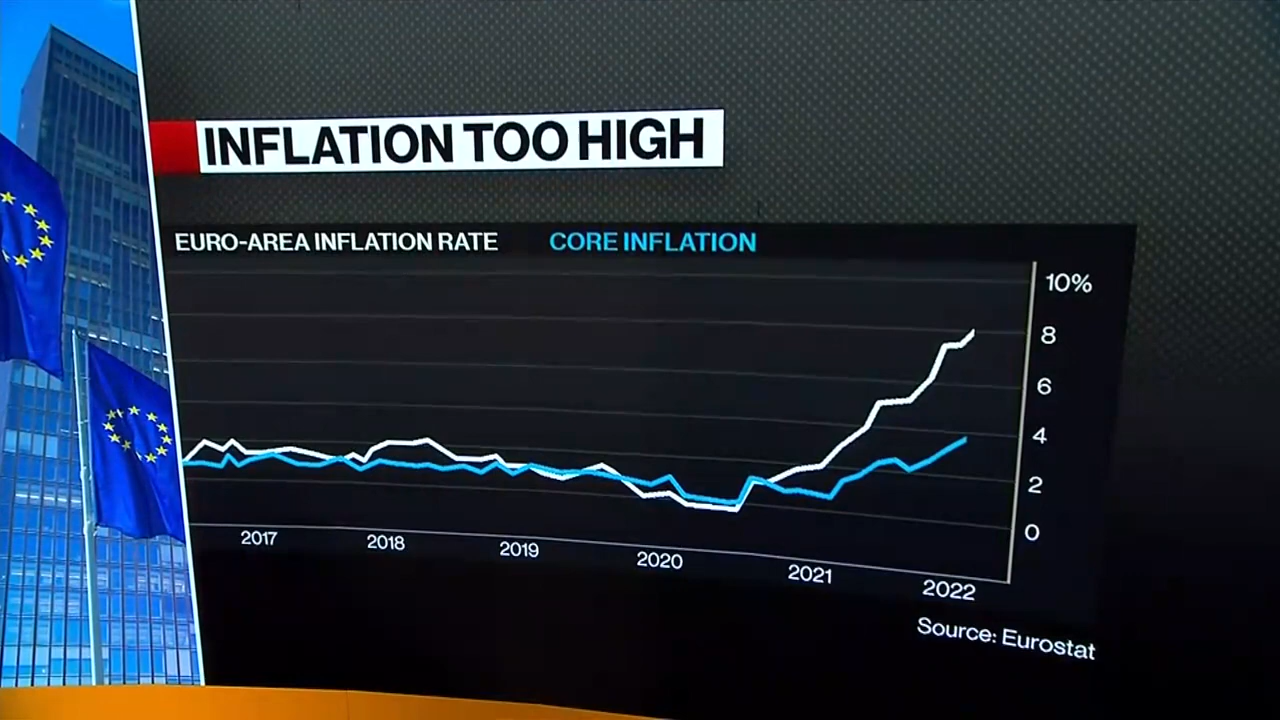 INFLATION TOO HIGH
EURO-AREA INFLATION RATE CORE INFLATION
10%
8
6
4
2
0
2017 2018 2019 2020 2021 2022
Source: Eurostat